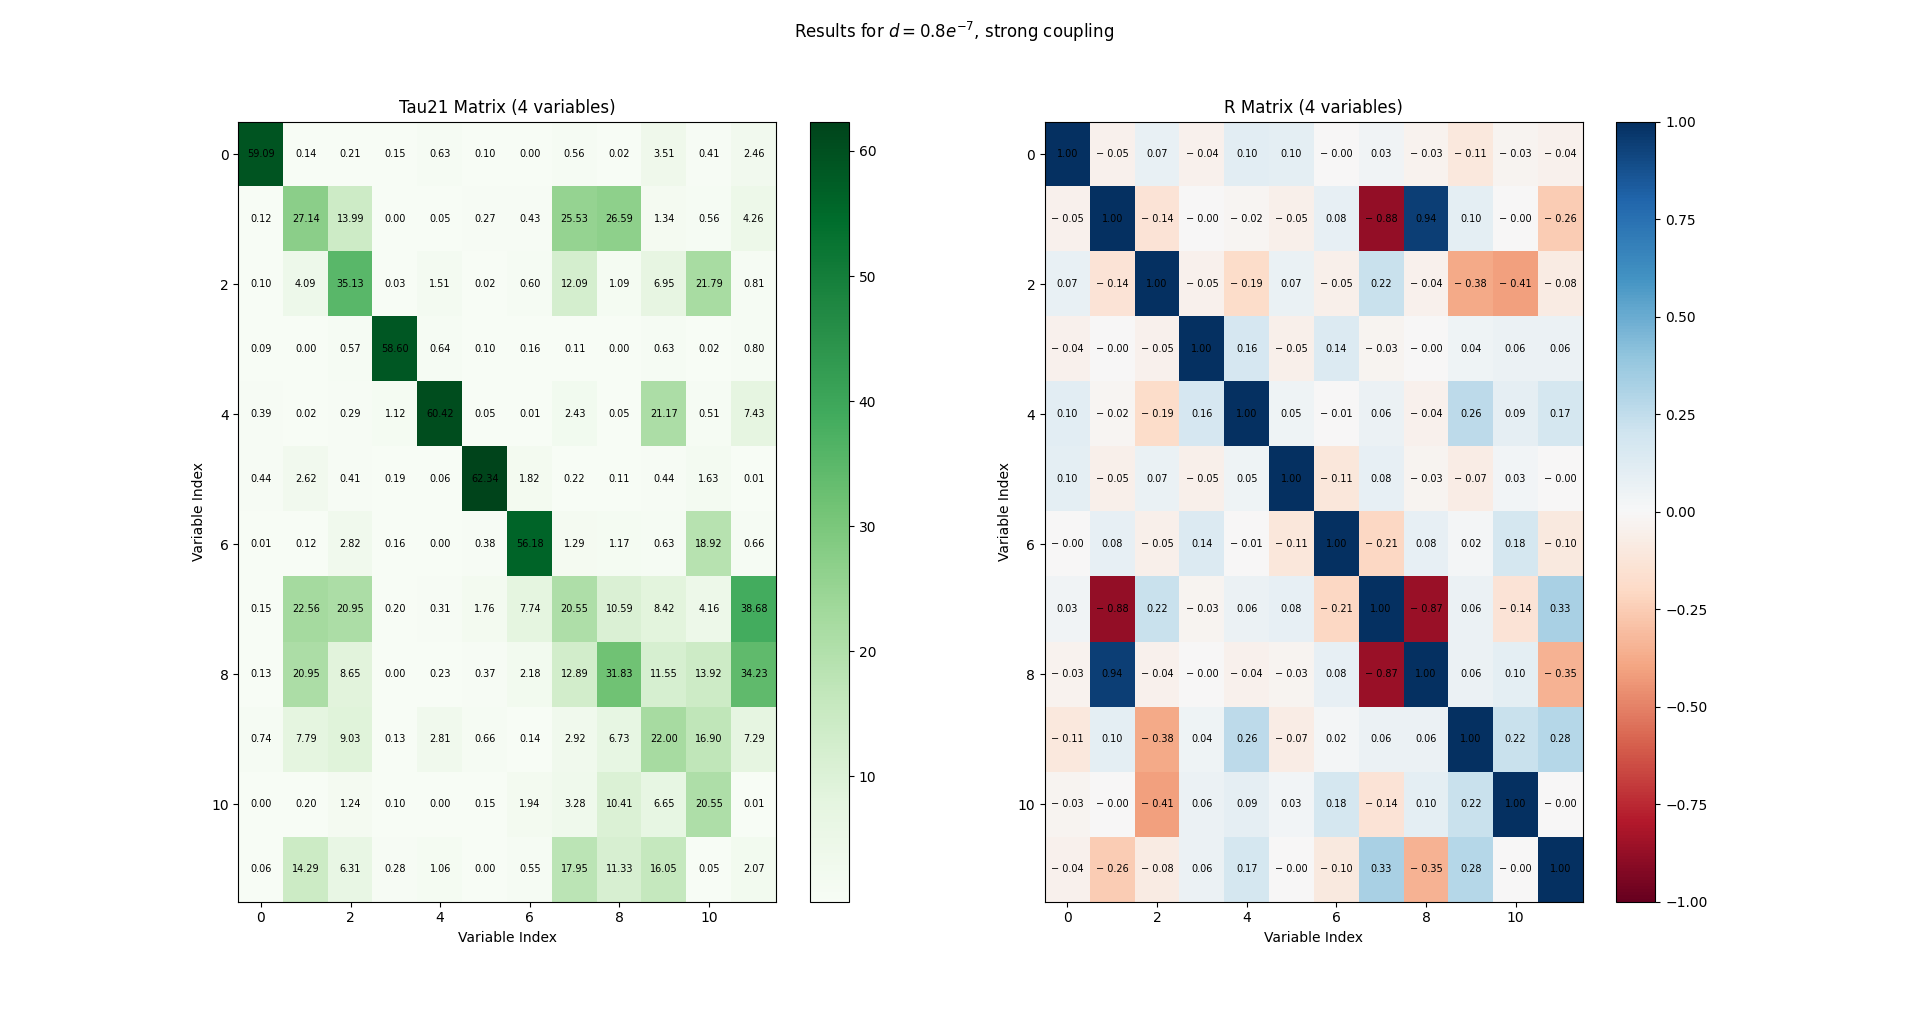 Results for d = 0.8e⁻⁷, strong coupling
Tau21 Matrix (4 variables)
0 59.09 0.14 0.21 0.15 0.63 0.10 0.00 0.56 0.02 3.51 0.41 2.46
0.12 27.14 13.99 0.00 0.05 0.27 0.43 25.53 26.59 1.34 0.56 4.26
2 0.10 4.09 35.13 0.03 1.51 0.02 0.60 12.09 1.09 6.95 21.79 0.81
0.09 0.00 0.57 58.60 0.64 0.10 0.16 0.11 0.00 0.63 0.02 0.80
4 0.39 0.02 0.29 1.12 60.42 0.05 0.01 2.43 0.05 21.17 0.51 7.43
0.44 2.62 0.41 0.19 0.06 62.34 1.82 0.22 0.11 0.44 1.63 0.01
6 0.01 0.12 2.82 0.16 0.00 0.38 56.18 1.29 1.17 0.63 18.92 0.66
0.15 22.56 20.95 0.20 0.31 1.76 7.74 20.55 10.59 8.42 4.16 38.68
8 0.13 20.95 8.65 0.00 0.23 0.37 2.18 12.89 31.83 11.55 13.92 34.23
0.74 7.79 9.03 0.13 2.81 0.66 0.14 2.92 6.73 22.00 16.90 7.29
10 0.00 0.20 1.24 0.10 0.00 0.15 1.94 3.28 10.41 6.65 20.55 0.01
0.06 14.29 6.31 0.28 1.06 0.00 0.55 17.95 11.33 16.05 0.05 2.07
0 2 4 6 8 10
Variable Index
Variable Index
60
50
40
30
20
10
R Matrix (4 variables)
0 1.00 −0.05 0.07 −0.04 0.10 0.10 −0.00 0.03 −0.03 −0.11 −0.03 −0.04
−0.05 1.00 −0.14 −0.00 −0.02 −0.05 0.08 −0.88 0.94 0.10 −0.00 −0.26
2 0.07 −0.14 1.00 −0.05 −0.19 0.07 −0.05 0.22 −0.04 −0.38 −0.41 −0.08
−0.04 −0.00 −0.05 1.00 0.16 −0.05 0.14 −0.03 −0.00 0.04 0.06 0.06
4 0.10 −0.02 −0.19 0.16 1.00 0.05 −0.01 0.06 −0.04 0.26 0.09 0.17
0.10 −0.05 0.07 −0.05 0.05 1.00 −0.11 0.08 −0.03 −0.07 0.03 −0.00
6 −0.00 0.08 −0.05 0.14 −0.01 −0.11 1.00 −0.21 0.08 0.02 0.18 −0.10
0.03 −0.88 0.22 −0.03 0.06 0.08 −0.21 1.00 −0.87 0.06 −0.14 0.33
8 −0.03 0.94 −0.04 −0.00 −0.04 −0.03 0.08 −0.87 1.00 0.06 0.10 −0.35
−0.11 0.10 −0.38 0.04 0.26 −0.07 0.02 0.06 0.06 1.00 0.22 0.28
10 −0.03 −0.00 −0.41 0.06 0.09 0.03 0.18 −0.14 0.10 0.22 1.00 −0.00
−0.04 −0.26 −0.08 0.06 0.17 −0.00 −0.10 0.33 −0.35 0.28 −0.00 1.00
0 2 4 6 8 10
Variable Index
Variable Index
1.00
0.75
0.50
0.25
0.00
−0.25
−0.50
−0.75
−1.00